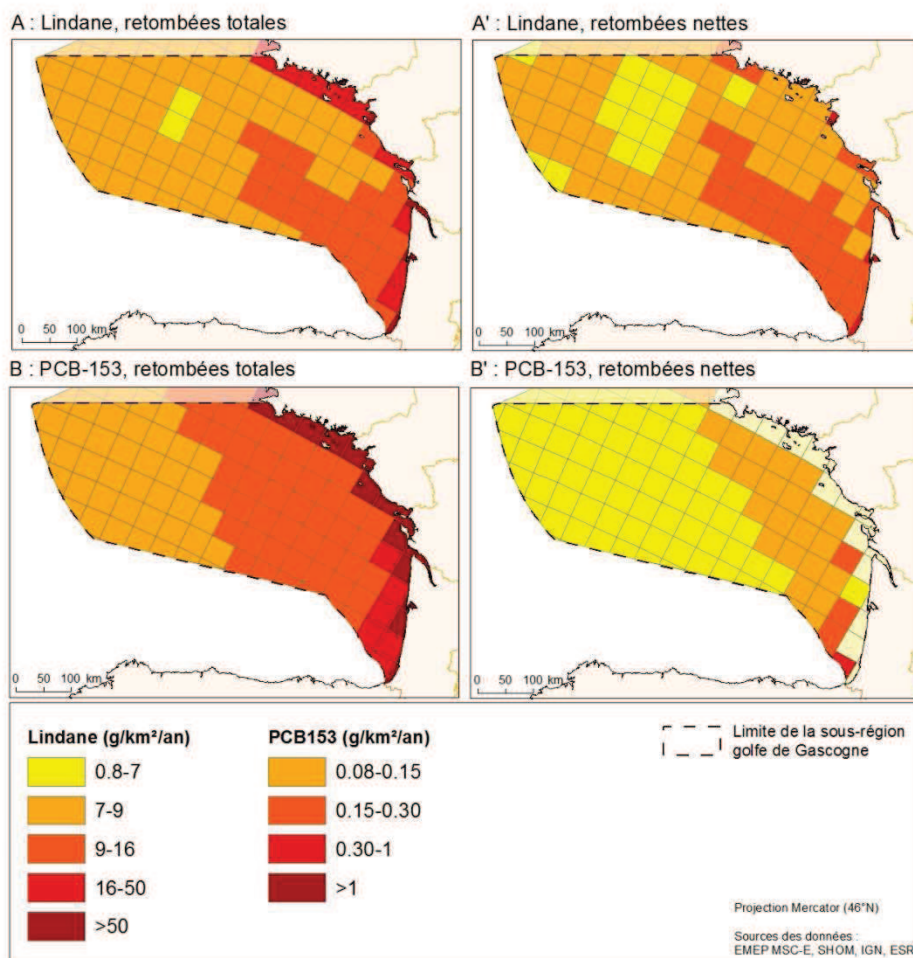 A : Lindane, retombées totales
A' : Lindane, retombées nettes
0 50 100 km
0 50 100 km
B : PCB-153, retombées totales
B' : PCB-153, retombées nettes
0 50 100 km
0 50 100 km
Lindane (g/km²/an)
0.8-7
7-9
9-16
16-50
>50
PCB153 (g/km²/an)
0.08-0.15
0.15-0.30
0.30-1
>1
Limite de la sous-région
golfe de Gascogne
Projection Mercator (46°N)
Sources des données :
EMEP MSC-E, SHOM, IGN, ESRI